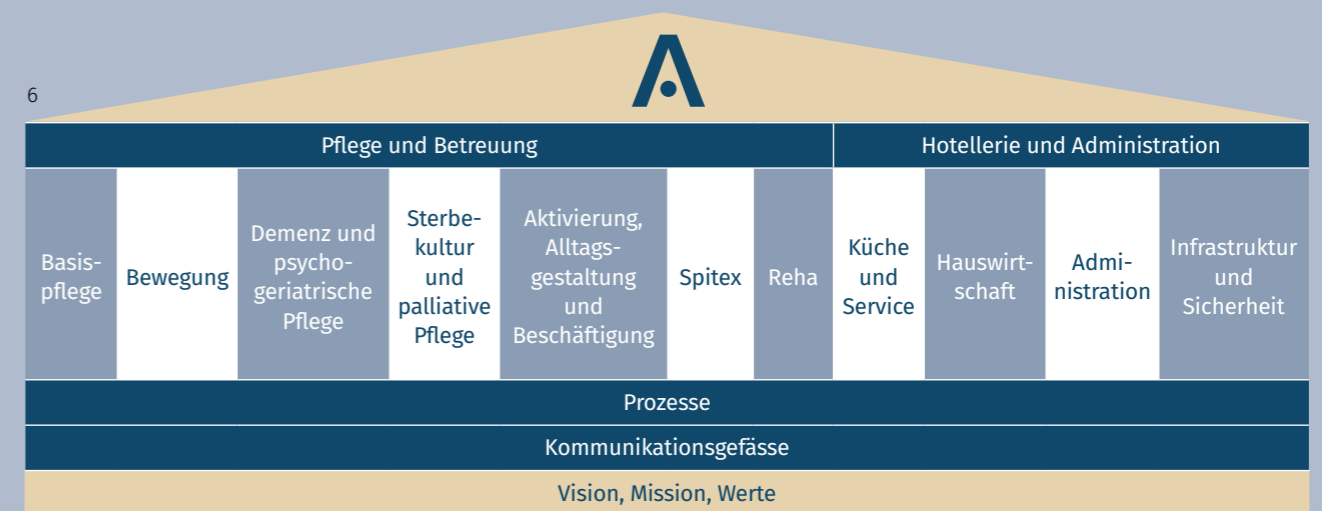 6
Pflege und Betreuung
Hotellerie und Administration
Basis-
pflege
Bewegung
Demenz und
psycho-
geriatrische
Pflege
Sterbe-
kultur
und
palliative
Pflege
Aktivierung,
Alltags-
gestaltung
und
Beschäftigung
Spitex
Reha
Küche
und
Service
Hauswirt-
schaft
Admi-
nistration
Infrastruktur
und
Sicherheit
Prozesse
Kommunikationsgefässe
Vision, Mission, Werte